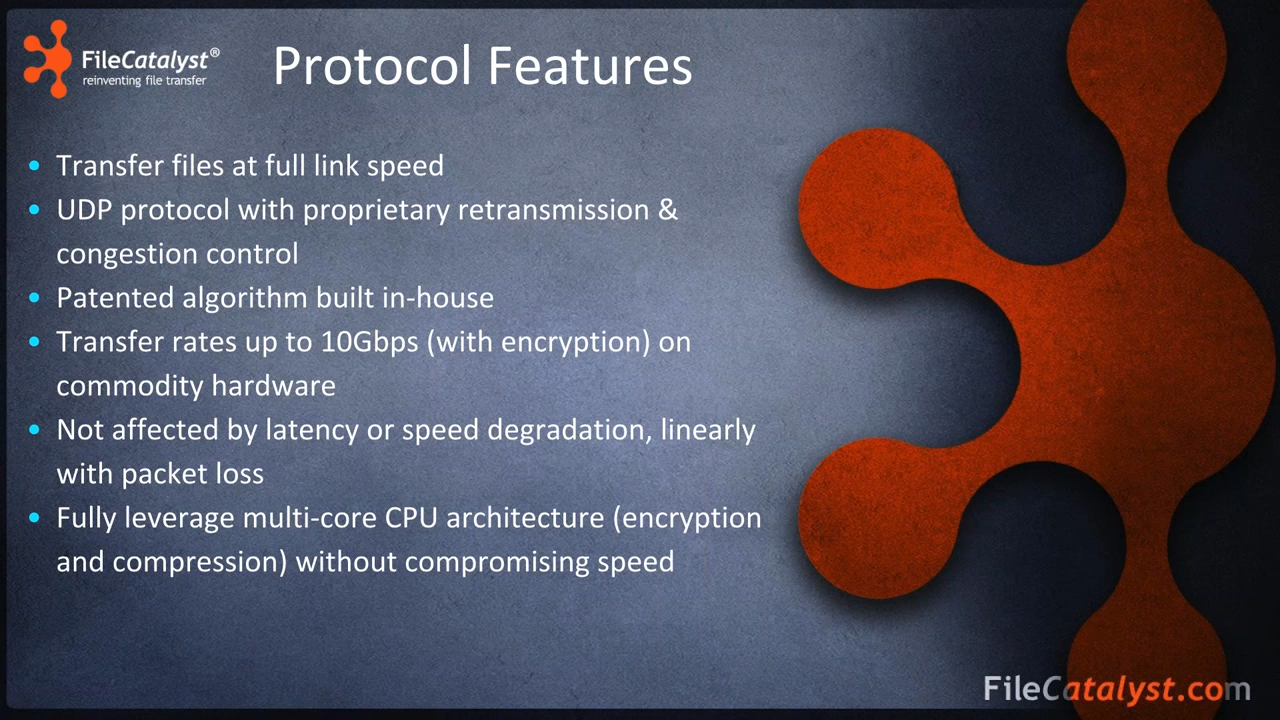 FileCatalyst®
reinventing file transfer
Protocol Features
• Transfer files at full link speed
• UDP protocol with proprietary retransmission &
congestion control
• Patented algorithm built in-house
• Transfer rates up to 10Gbps (with encryption) on
commodity hardware
• Not affected by latency or speed degradation, linearly
with packet loss
• Fully leverage multi-core CPU architecture (encryption
and compression) without compromising speed
FileCatalyst.com